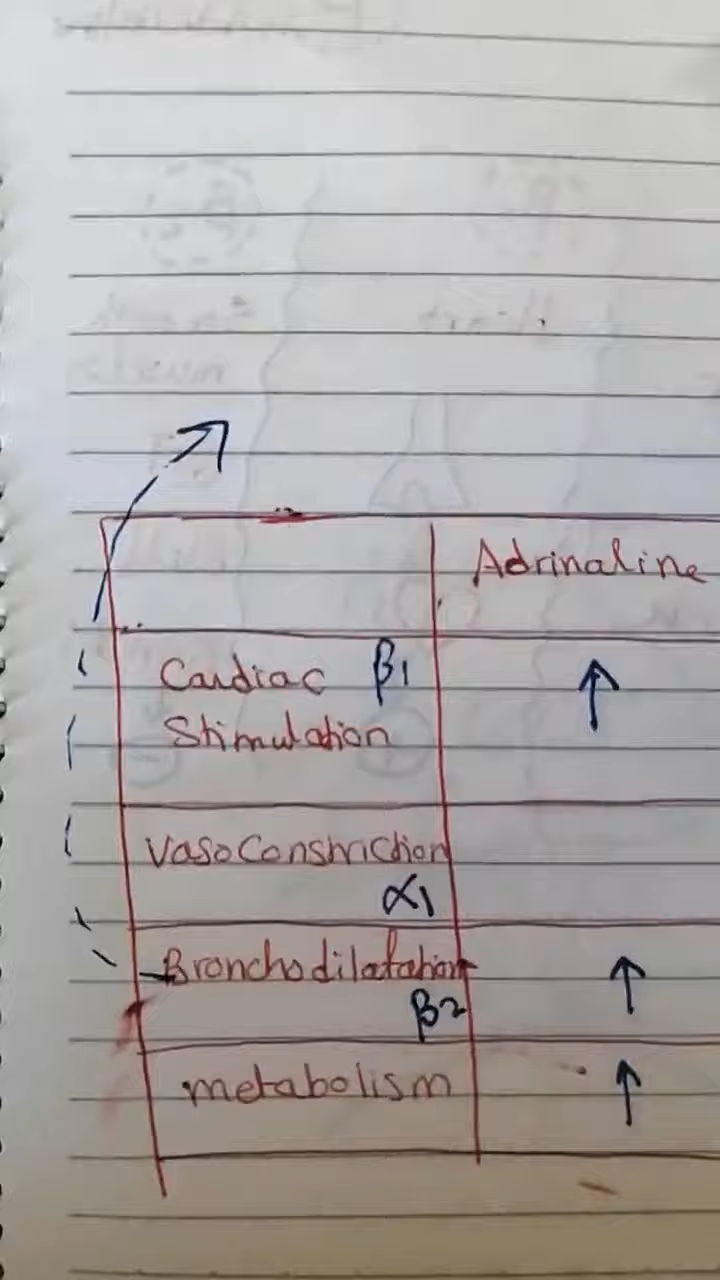 Adrinaline
Cardiac β1 ↑
Stimulation
Vasoconstriction
α1
Bronchodilatation ↑
β2
metabolism ↑